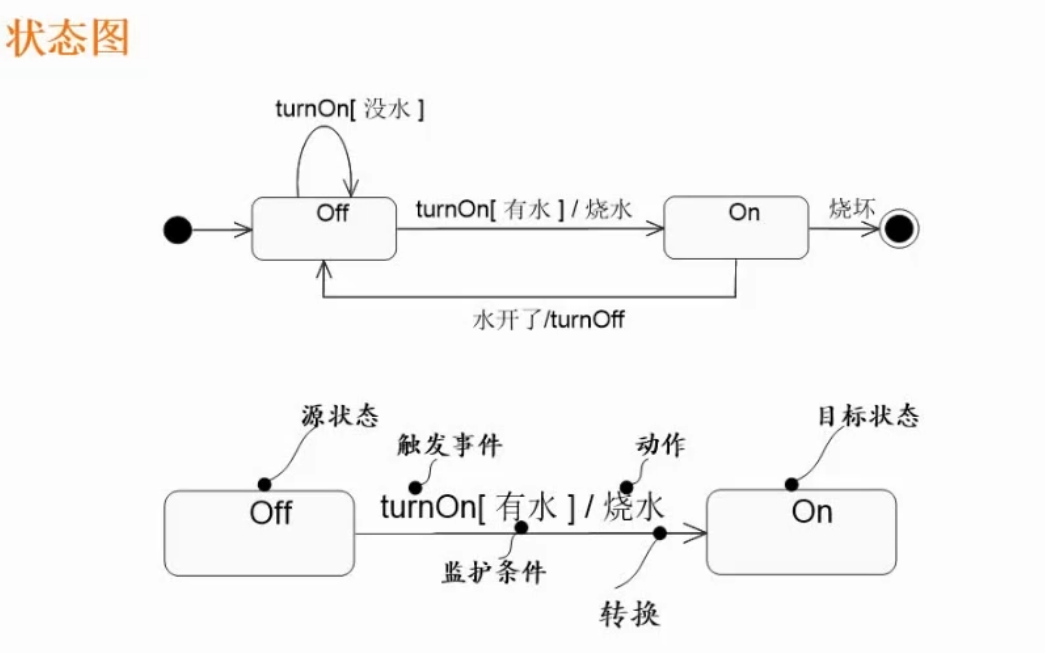 状态图
turnOn[ 没水 ]
Off
turnOn[ 有水 ] / 烧水
On
烧坏
水开了/turnOff
源状态
触发事件
动作
目标状态
Off
turnOn[ 有水 ] / 烧水
On
监护条件
转换